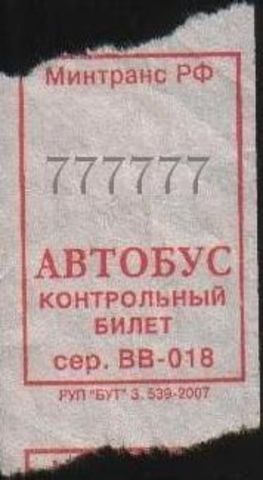 Минтранс РФ
777777
АВТОБУС
КОНТРОЛЬНЫЙ
БИЛЕТ
сер. ВВ-018
РУП "БУТ" З. 539-2007